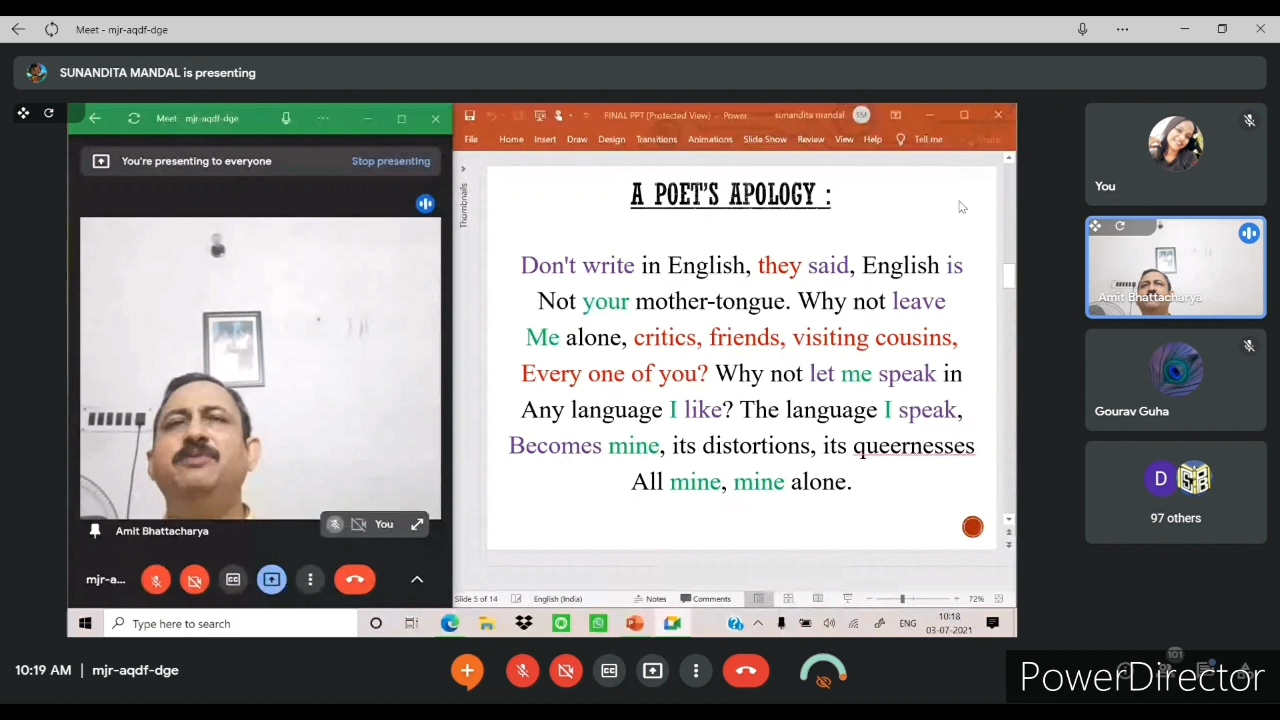 Meet - mjr-aqdf-dge
SUNANDITA MANDAL is presenting
Meet mjr-aqdf-dge
You're presenting to everyone
Stop presenting
Amit Bhattacharya
You
mjr-a...
Type here to search
FINAL PPT [Protected View] - Power
sunandita mandal
SM
File Home Insert Draw Design Transitions Animations Slide Show Review View Help Tell me Share
Thumbnails
A POET'S APOLOGY :
Don't write in English, they said, English is
Not your mother-tongue. Why not leave
Me alone, critics, friends, visiting cousins,
Every one of you? Why not let me speak in
Any language I like? The language I speak,
Becomes mine, its distortions, its queernesses
All mine, mine alone.
Slide 5 of 14 English (India) Notes Comments 72%
ENG
10:18
03-07-2021
You
Amit Bhattacharya
Gourav Guha
D
97 others
10:19 AM | mjr-aqdf-dge
101
PowerDirector